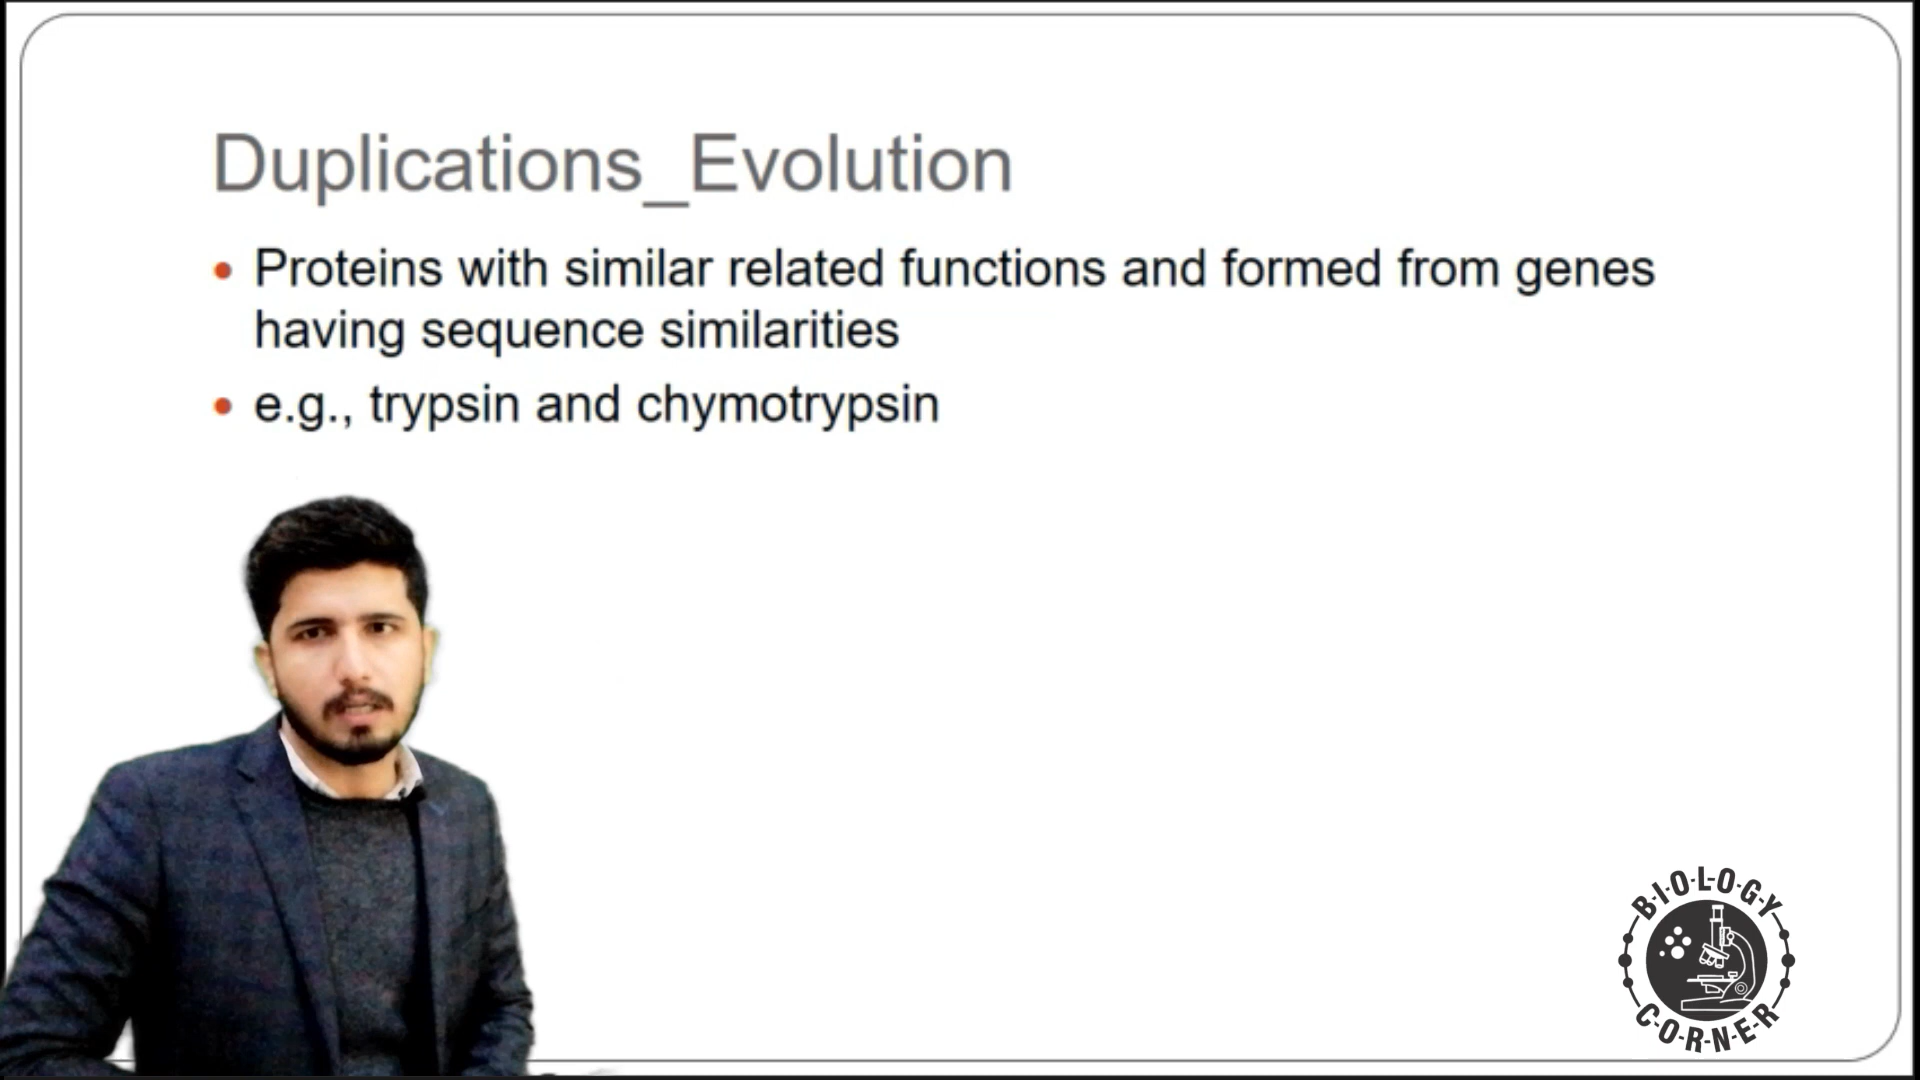 Duplications_Evolution
• Proteins with similar related functions and formed from genes
having sequence similarities
• e.g., trypsin and chymotrypsin
B·I·O·L·O·G·Y
C·O·R·N·E·R